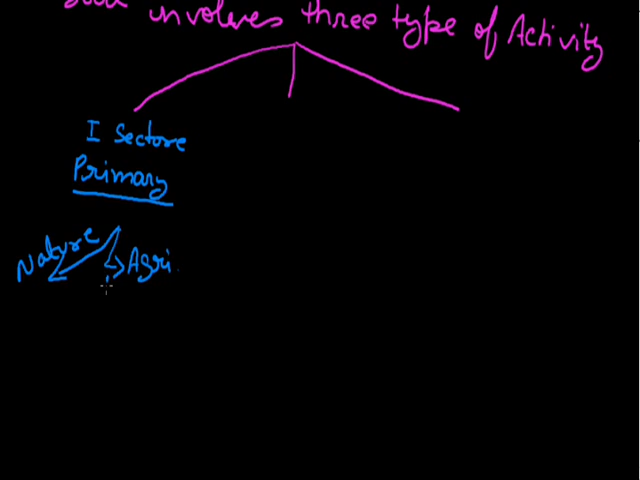 involves three type of Activity
I Sectore
Primary
Nature
Agri